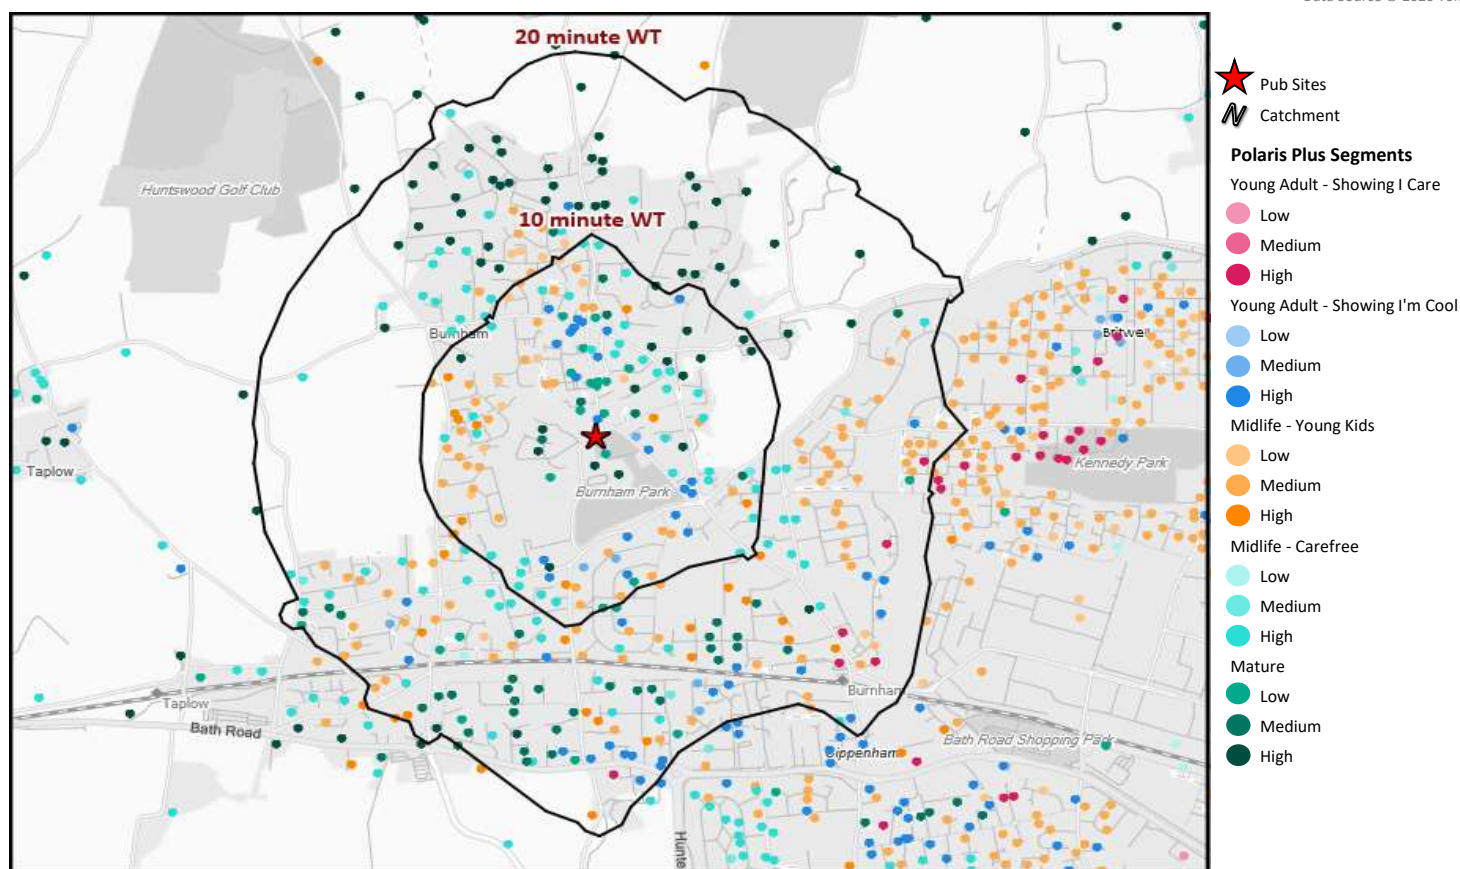 20 minute WT
Huntswood Golf Club
10 minute WT
Burnham
Britwell
Taplow
Kennedy Park
Burnham Park
Burnham
Taplow
Bath Road
Bath Road Shopping Park
Cippenham
Pub Sites
Catchment
Polaris Plus Segments
Young Adult - Showing I Care
Low
Medium
High
Young Adult - Showing I'm Cool
Low
Medium
High
Midlife - Young Kids
Low
Medium
High
Midlife - Carefree
Low
Medium
High
Mature
Low
Medium
High